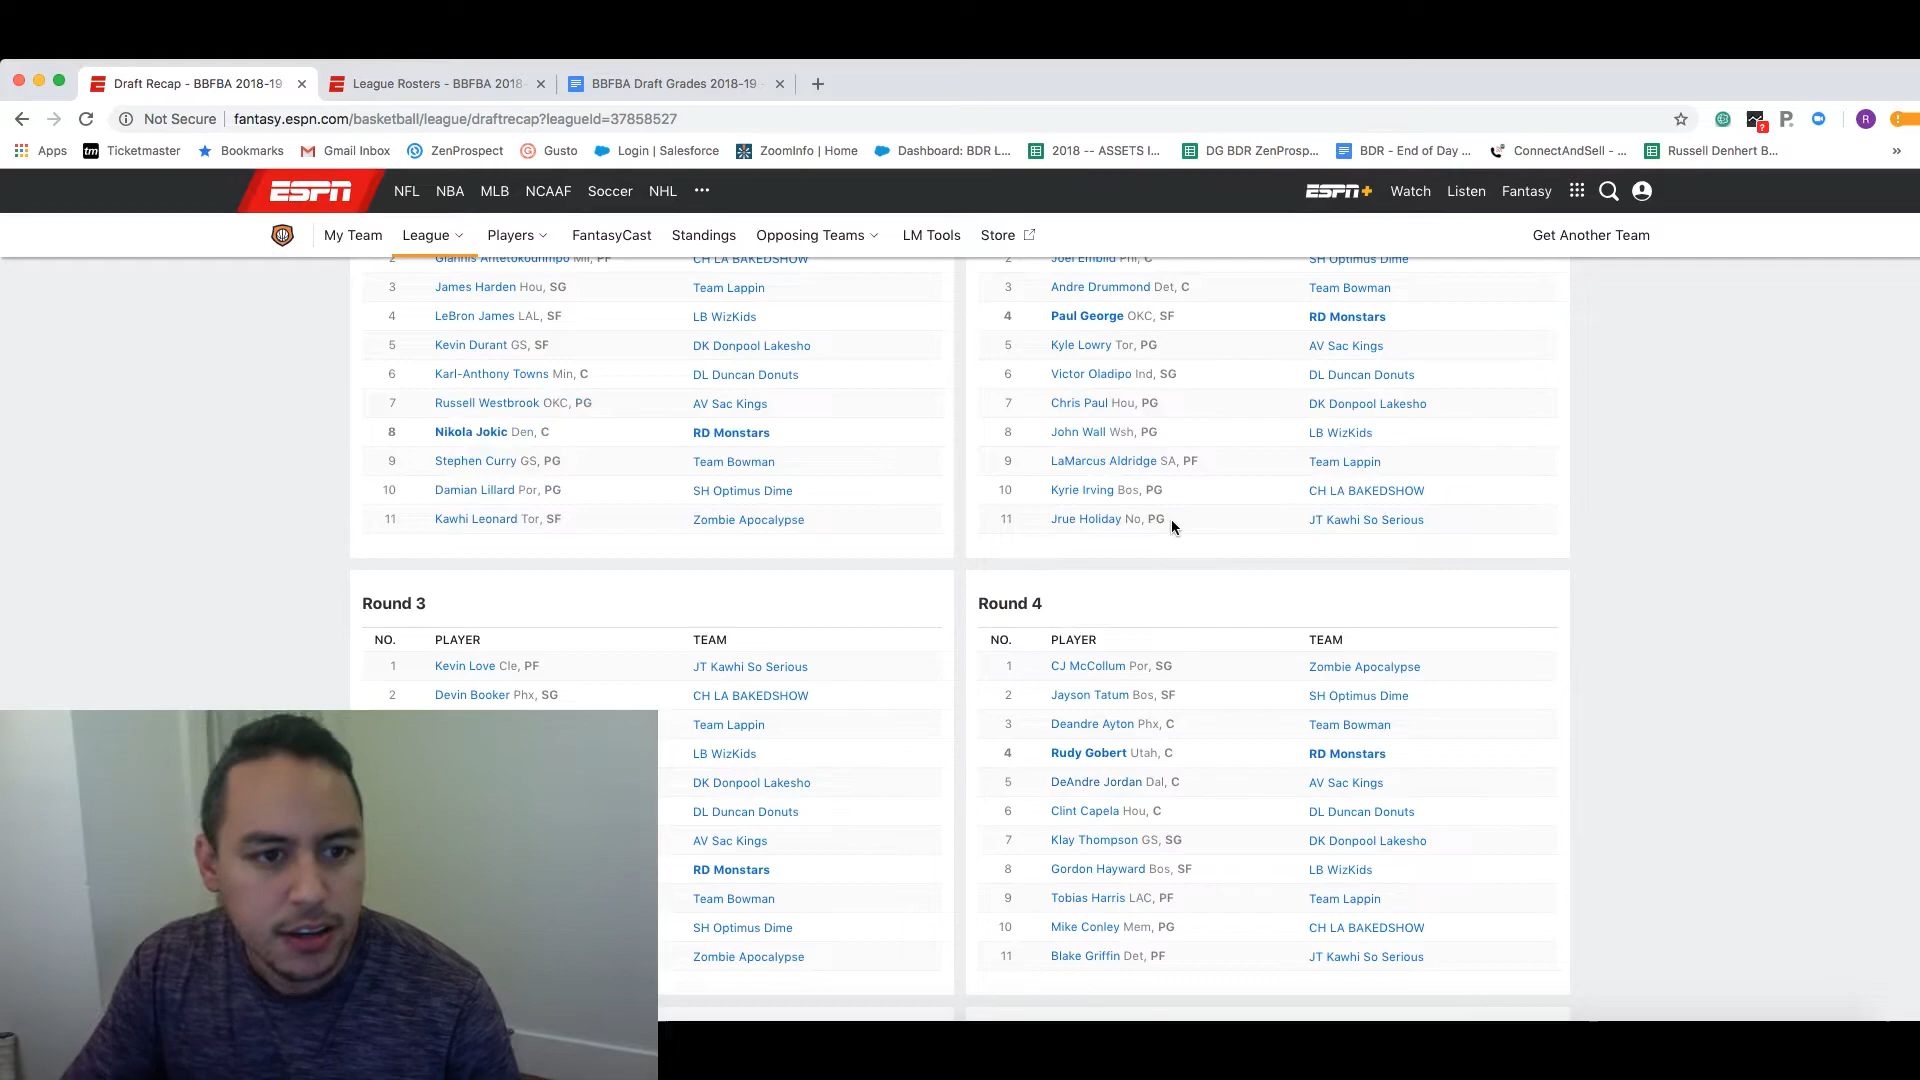 Draft Recap - BBFBA 2018-19
League Rosters - BBFBA 2018-
BBFBA Draft Grades 2018-19 -
Not Secure
fantasy.espn.com/basketball/league/draftrecap?leagueId=37858527
?
P
R
!
Apps
tm Ticketmaster
Bookmarks
Gmail Inbox
ZenProspect
G Gusto
Login | Salesforce
ZoomInfo | Home
Dashboard: BDR L...
2018 -- ASSETS I...
DG BDR ZenProsp...
BDR - End of Day ...
ConnectAndSell - ...
Russell Denhert B...
»
ESPN NFL NBA MLB NCAAF Soccer NHL ••• ESPN+ Watch Listen Fantasy
My Team League Players FantasyCast Standings Opposing Teams LM Tools Store Get Another Team
2 Giannis Antetokounmpo Mil, PF CH LA BAKEDSHOW
3 James Harden Hou, SG Team Lappin
4 LeBron James LAL, SF LB WizKids
5 Kevin Durant GS, SF DK Donpool Lakesho
6 Karl-Anthony Towns Min, C DL Duncan Donuts
7 Russell Westbrook OKC, PG AV Sac Kings
8 Nikola Jokic Den, C RD Monstars
9 Stephen Curry GS, PG Team Bowman
10 Damian Lillard Por, PG SH Optimus Dime
11 Kawhi Leonard Tor, SF Zombie Apocalypse
2 Joel Embiid Phi, C SH Optimus Dime
3 Andre Drummond Det, C Team Bowman
4 Paul George OKC, SF RD Monstars
5 Kyle Lowry Tor, PG AV Sac Kings
6 Victor Oladipo Ind, SG DL Duncan Donuts
7 Chris Paul Hou, PG DK Donpool Lakesho
8 John Wall Wsh, PG LB WizKids
9 LaMarcus Aldridge SA, PF Team Lappin
10 Kyrie Irving Bos, PG CH LA BAKEDSHOW
11 Jrue Holiday No, PG JT Kawhi So Serious
Round 3
NO. PLAYER TEAM
1 Kevin Love Cle, PF JT Kawhi So Serious
2 Devin Booker Phx, SG CH LA BAKEDSHOW
Team Lappin
LB WizKids
DK Donpool Lakesho
DL Duncan Donuts
AV Sac Kings
RD Monstars
Team Bowman
SH Optimus Dime
Zombie Apocalypse
Round 4
NO. PLAYER TEAM
1 CJ McCollum Por, SG Zombie Apocalypse
2 Jayson Tatum Bos, SF SH Optimus Dime
3 Deandre Ayton Phx, C Team Bowman
4 Rudy Gobert Utah, C RD Monstars
5 DeAndre Jordan Dal, C AV Sac Kings
6 Clint Capela Hou, C DL Duncan Donuts
7 Klay Thompson GS, SG DK Donpool Lakesho
8 Gordon Hayward Bos, SF LB WizKids
9 Tobias Harris LAC, PF Team Lappin
10 Mike Conley Mem, PG CH LA BAKEDSHOW
11 Blake Griffin Det, PF JT Kawhi So Serious